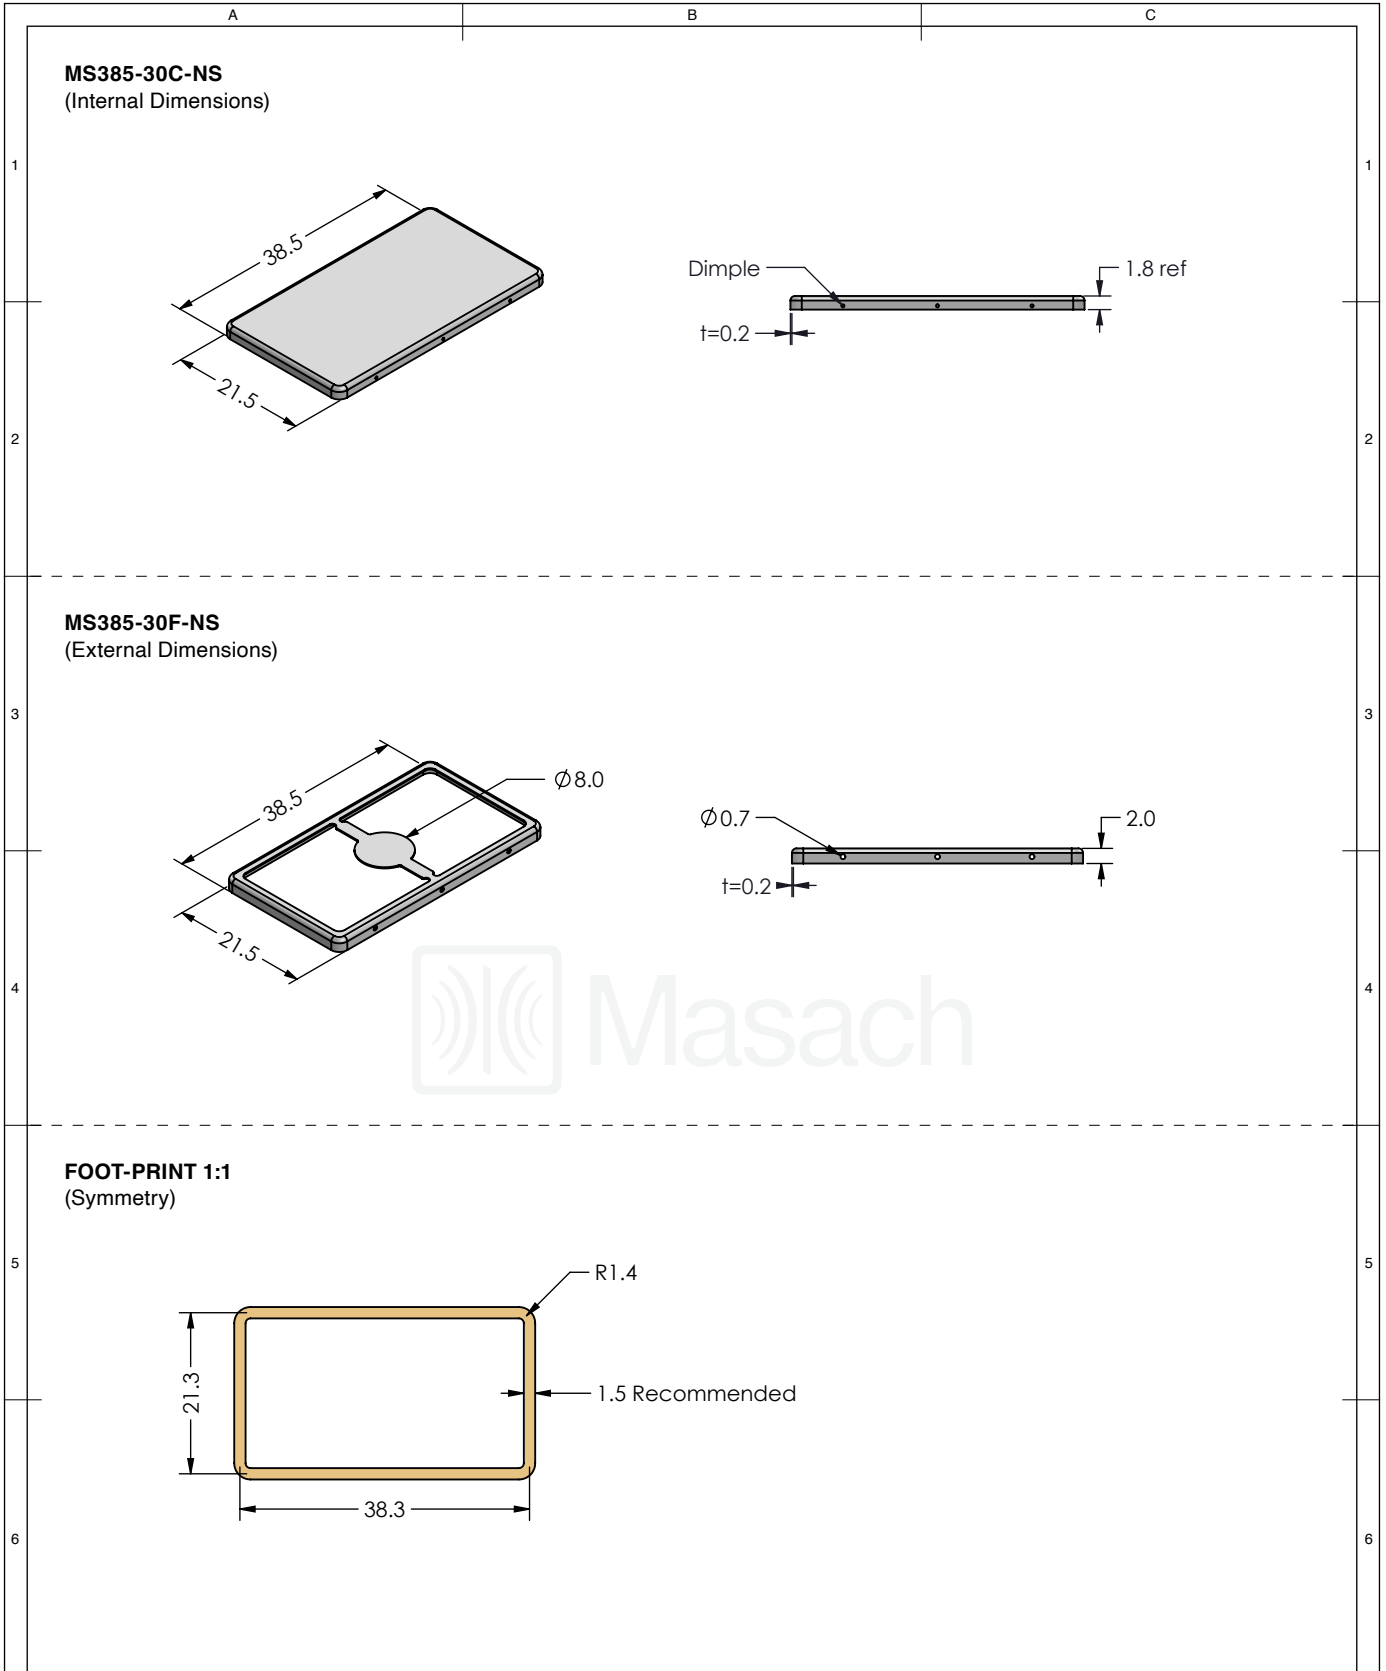 A B C
MS385-30C-NS
(Internal Dimensions)
1 1
38.5
Dimple
1.8 ref
t=0.2
21.5
2 2
MS385-30F-NS
(External Dimensions)
3 3
38.5
Ø8.0
Ø0.7
2.0
t=0.2
21.5
Masach
4 4
FOOT-PRINT 1:1
(Symmetry)
5 5
R1.4
21.3
1.5 Recommended
38.3
6 6